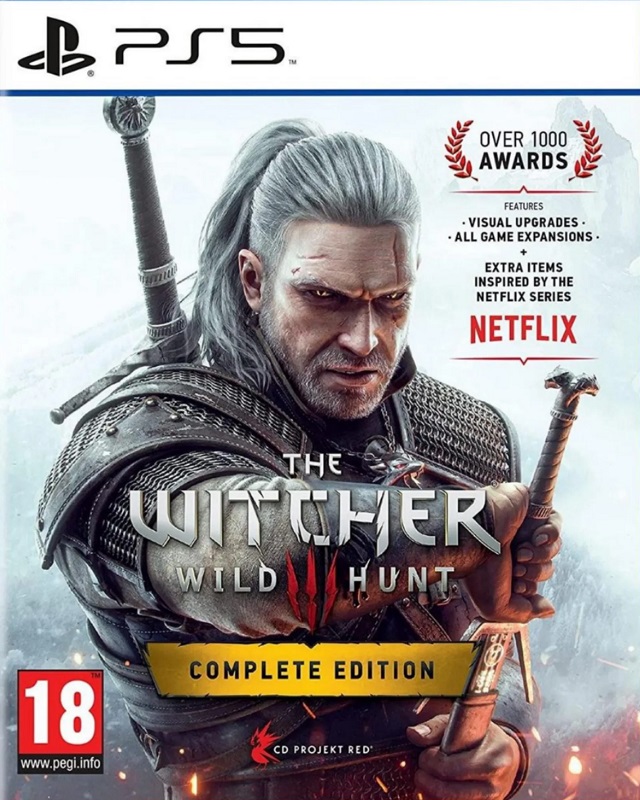 PS5
OVER 1000
AWARDS
FEATURES
· VISUAL UPGRADES ·
· ALL GAME EXPANSIONS ·
+
EXTRA ITEMS
INSPIRED BY THE
NETFLIX SERIES
NETFLIX
THE
WITCHER
WILD III HUNT
COMPLETE EDITION
18
www.pegi.info
CD PROJEKT RED